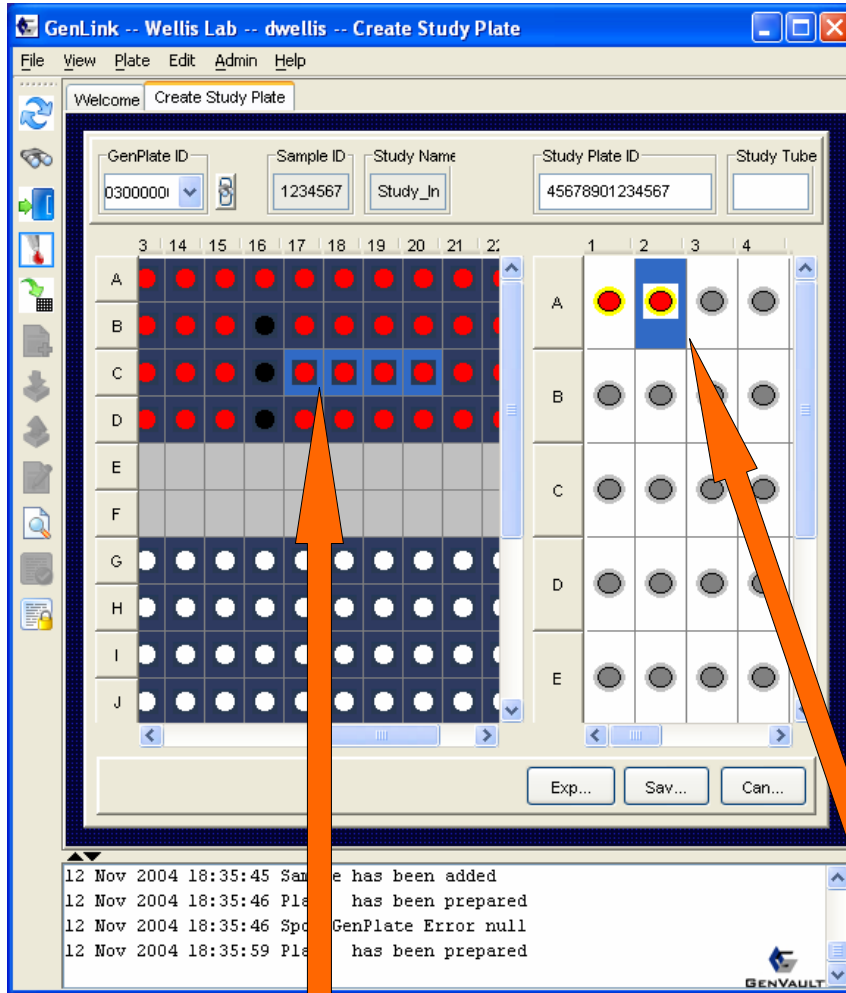 GenLink -- Wellis Lab -- dwellis -- Create Study Plate
File View Plate Edit Admin Help
Welcome Create Study Plate
GenPlate ID Sample ID Study Name Study Plate ID Study Tube
0300000 1234567 Study_In 45678901234567
3 14 15 16 17 18 19 20 21 2 1 2 3 4
A
B
C
D
E
F
G
H
I
J
A
B
C
D
E
Exp... Sav... Can...
12 Nov 2004 18:35:45 has been added
12 Nov 2004 18:35:46 has been prepared
12 Nov 2004 18:35:46 GenPlate Error null
12 Nov 2004 18:35:59 has been prepared
GENVAULT